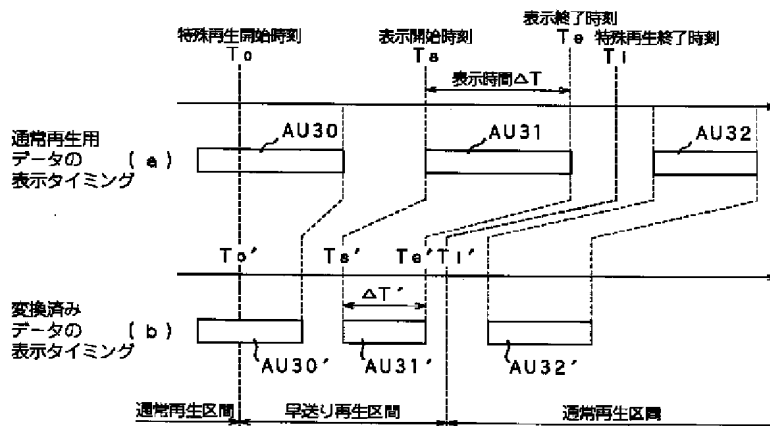 特殊再生開始時刻
To
表示開始時刻
Ts
表示終了時刻
Te
特殊再生終了時刻
Tl
表示時間ΔT
通常再生用
データの (a)
表示タイミング
AU30
AU31
AU32
To′
Ts′
Te′
Tl′
ΔT′
変換済み
データの (b)
表示タイミング
AU30′
AU31′
AU32′
通常再生区間
早送り再生区間
通常再生区間